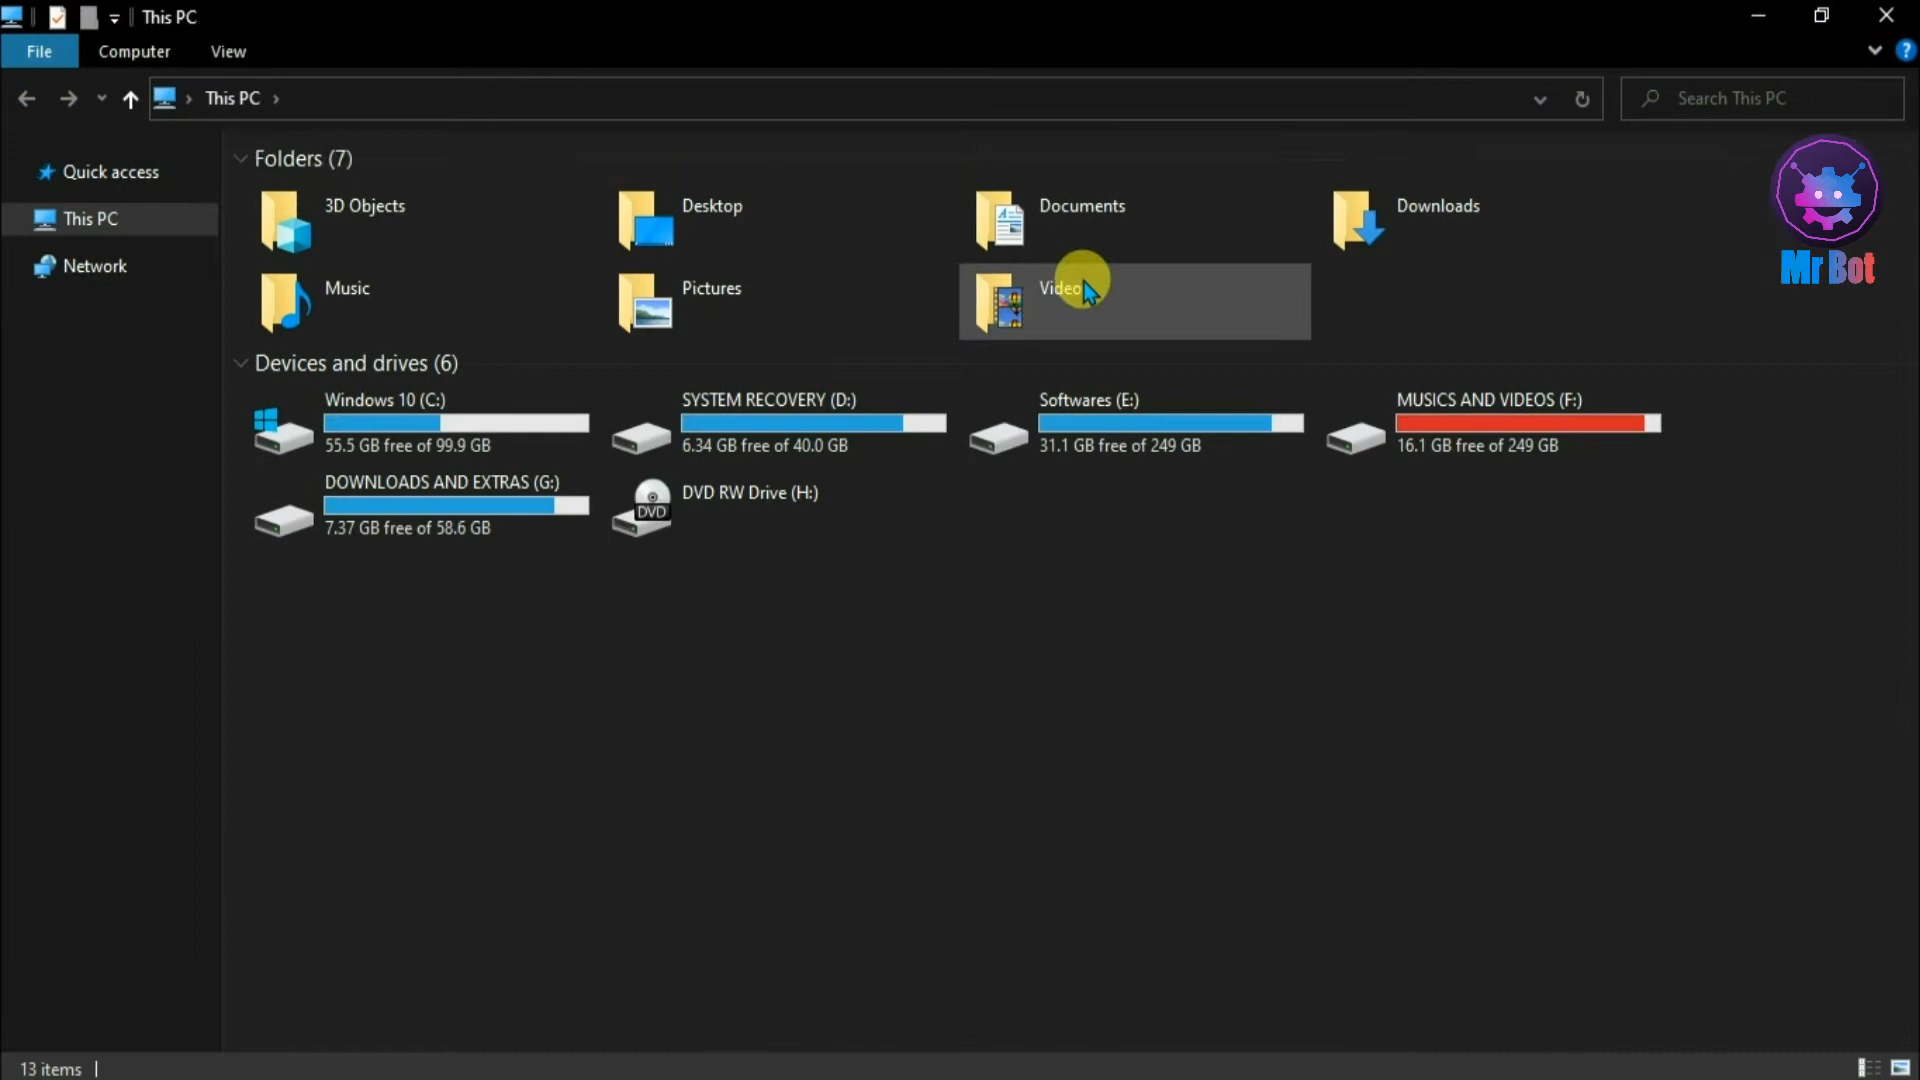 This PC
File Computer View
This PC
Search This PC
Quick access
This PC
Network
Folders (7)
3D Objects
Desktop
Documents
Downloads
Music
Pictures
Mr Bot
Devices and drives (6)
Windows 10 (C:)
55.5 GB free of 99.9 GB
SYSTEM RECOVERY (D:)
6.34 GB free of 40.0 GB
Softwares (E:)
31.1 GB free of 249 GB
MUSICS AND VIDEOS (F:)
16.1 GB free of 249 GB
DOWNLOADS AND EXTRAS (G:)
7.37 GB free of 58.6 GB
DVD
DVD RW Drive (H:)
13 items